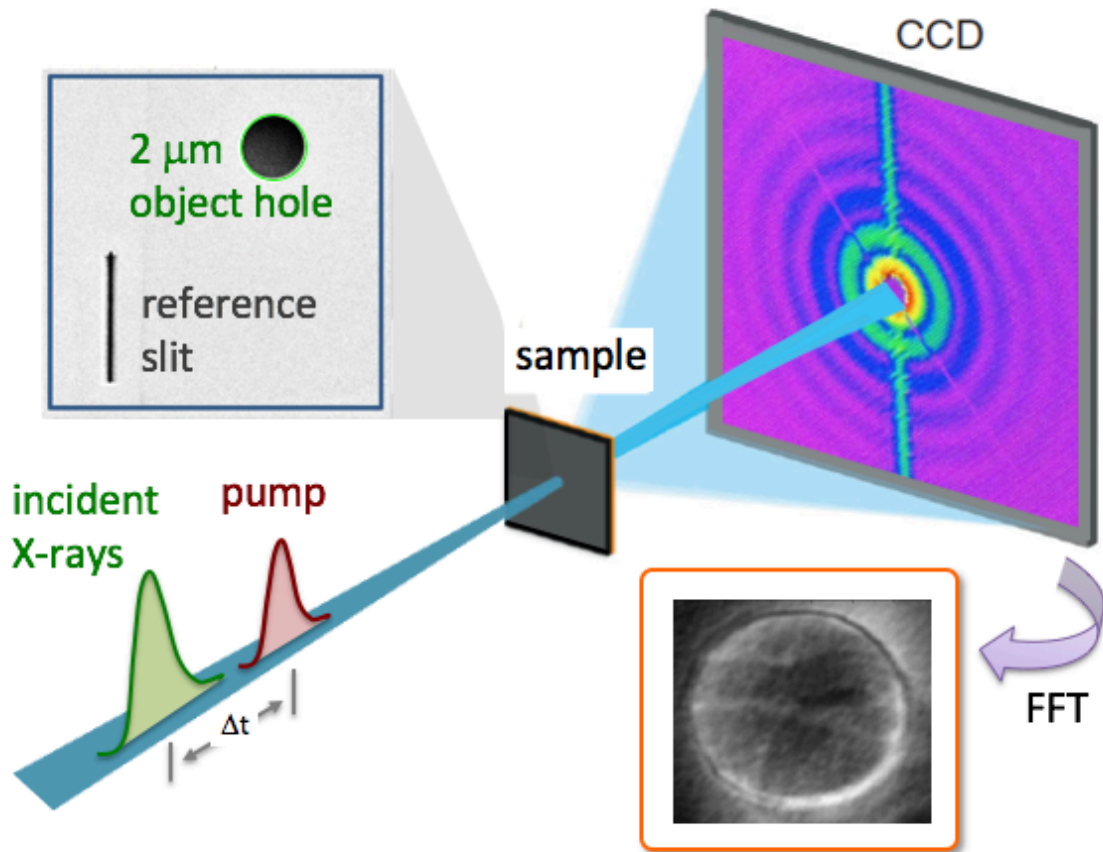 CCD
2 μm
object hole
reference
slit
sample
incident
X-rays
pump
Δt
FFT